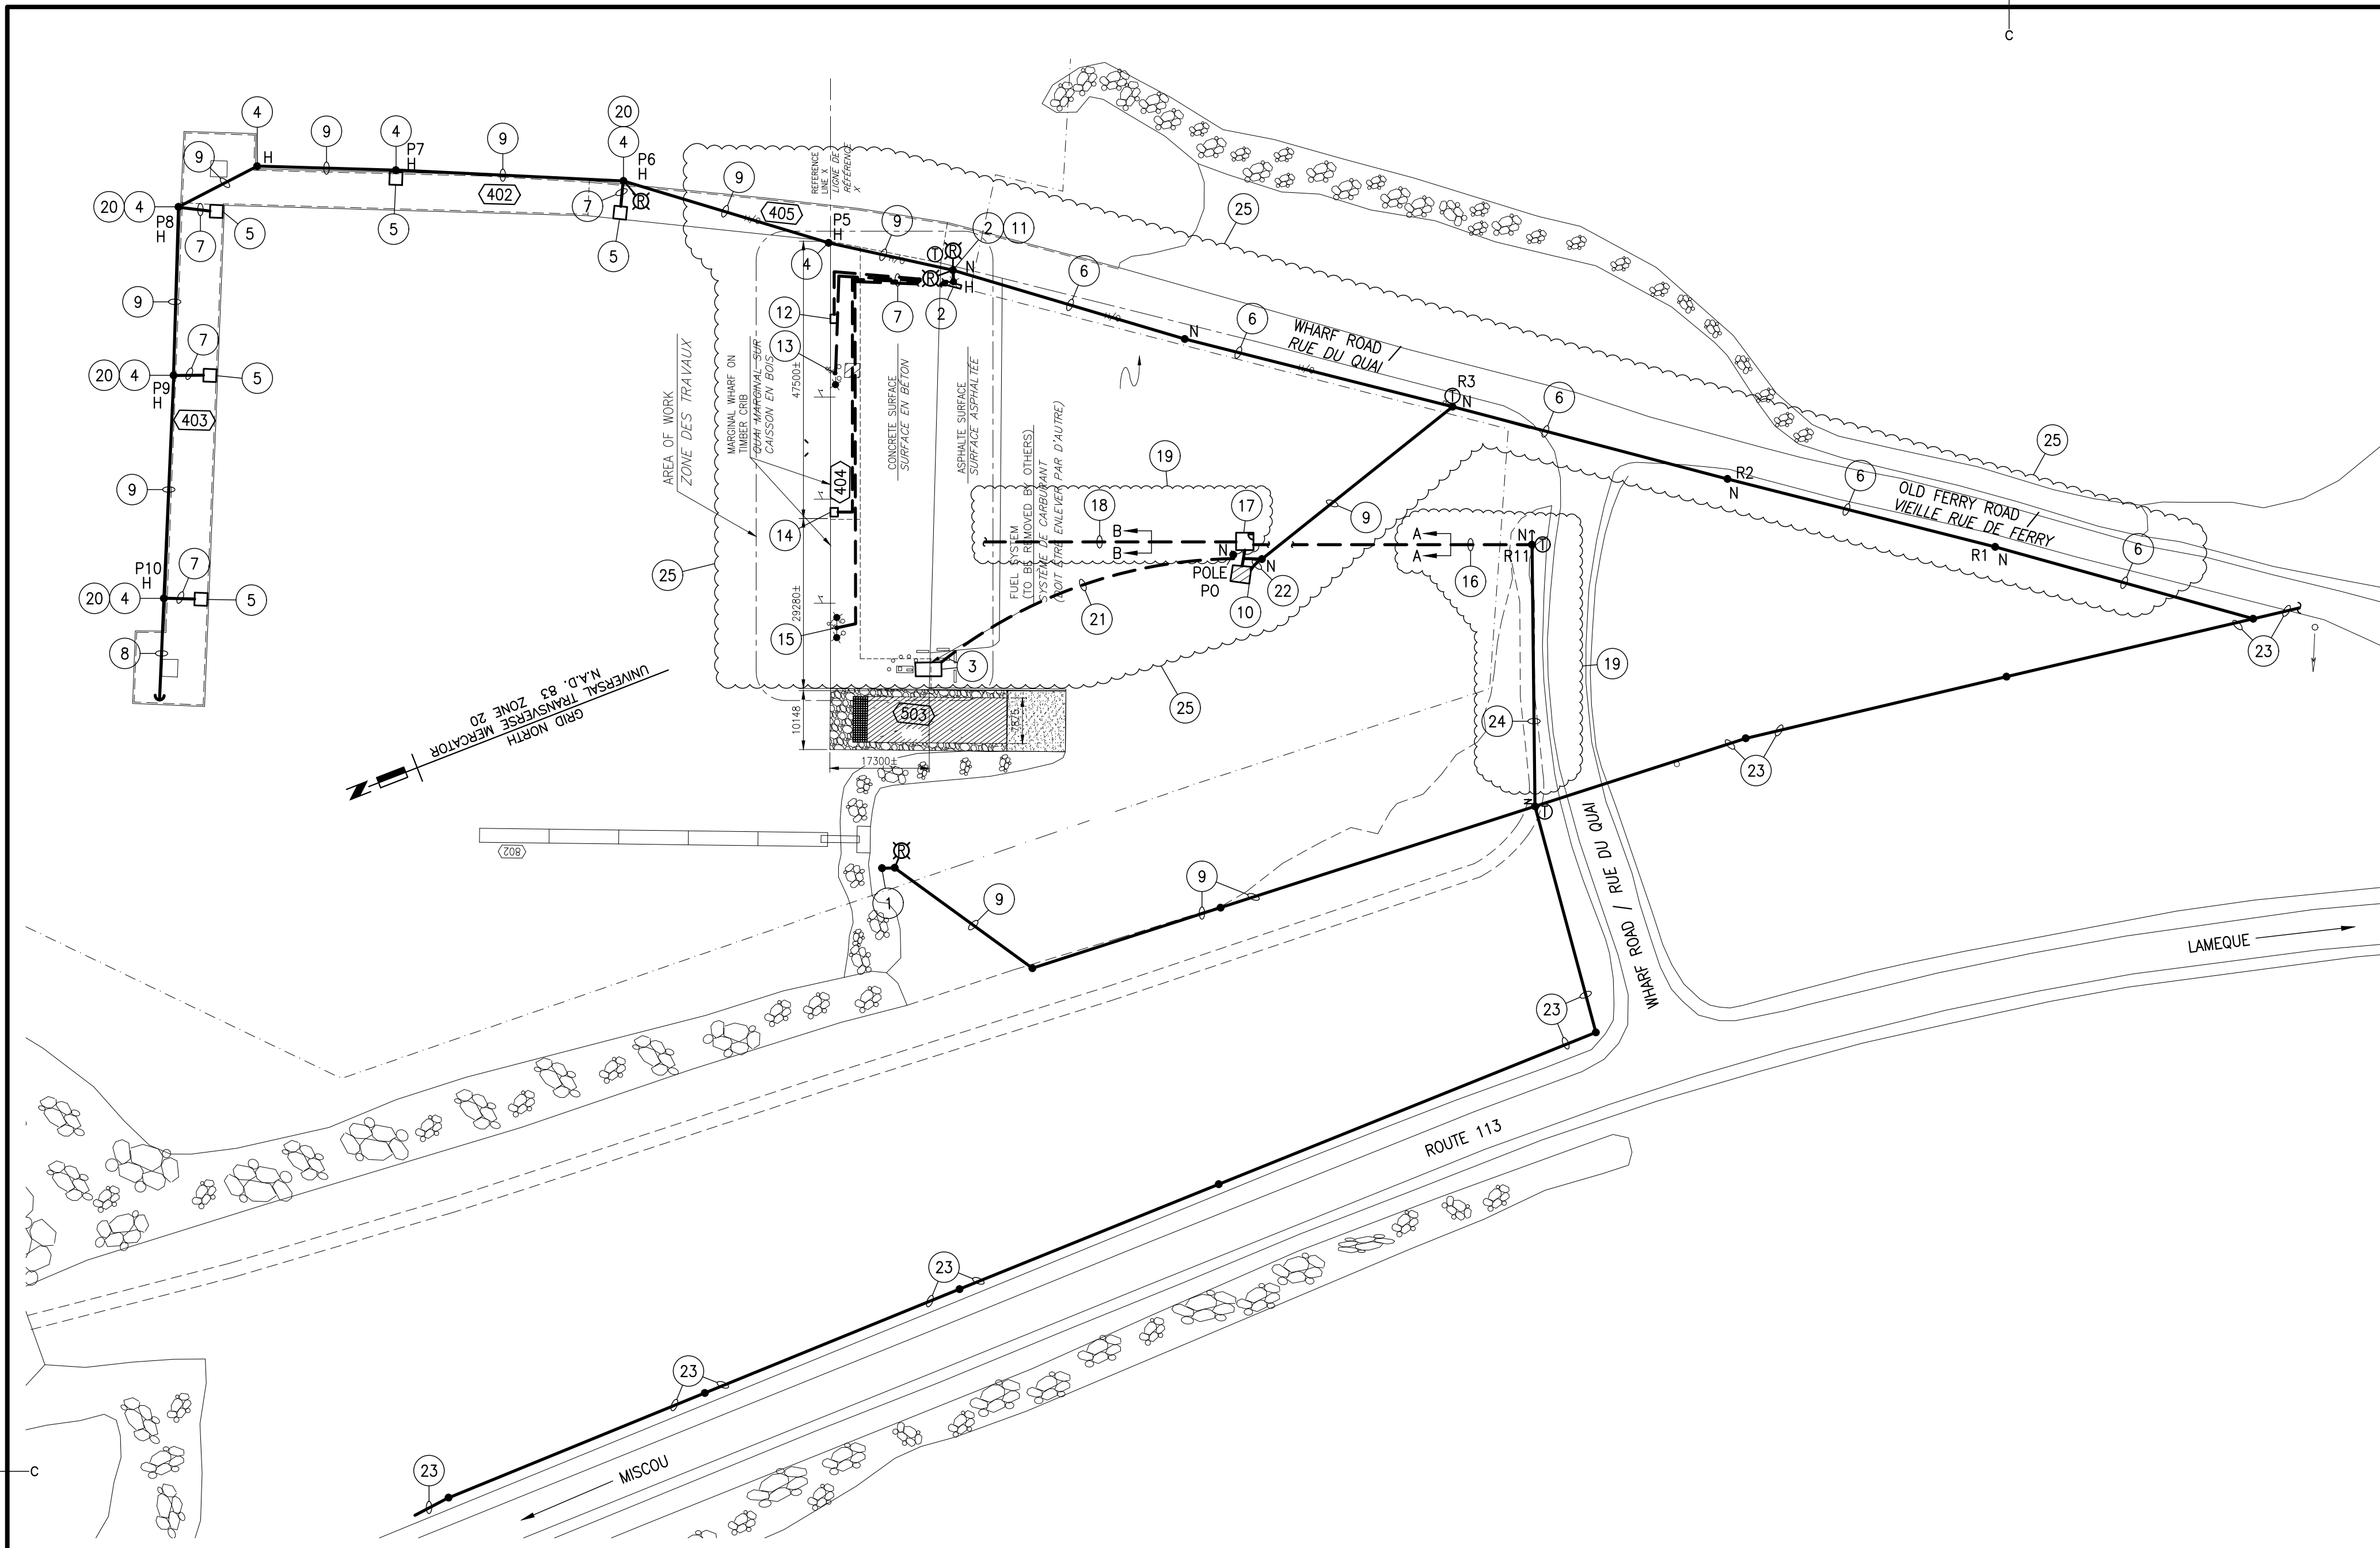 C
4
9
4
P7
H
9
20
4
P6
H
9
H
402
7
5
5
R
9
405
REFERENCE
LINE X
LIGNE DE
RÉFÉRENCE
X
P5
H
4
9
T
R
R
2
11
N
H
2
7
25
20
4
P8
H
7
5
9
20
4
P9
H
7
5
403
9
P10
H
20
4
7
5
8
12
13
47500±
14
29280±
15
AREA OF WORK
ZONE DES TRAVAUX
MARGINAL WHARF ON
TIMBER CRIB
QUAI MARGINAL SUR
CAISSON EN BOIS
404
CONCRETE SURFACE
SURFACE EN BÉTON
ASPHALTE SURFACE
SURFACE ASPHALTÉE
FUEL SYSTEM
(TO BE REMOVED BY OTHERS)
SYSTÈME DE CARBURANT
(DOIT ÊTRE ENLEVER PAR D'AUTRE)
6
N
6
WHARF ROAD /
RUE DU QUAI
R3
T
N
6
R2
N
6
OLD FERRY ROAD /
VIEILLE RUE DE FERRY
R1
N
6
25
19
18
B
B
17
N
POLE
PO
10
N
22
9
A
A
16
N
R11
T
21
3
25
25
19
24
23
23
T
N
10148
503
7875
17300±
GRID NORTH
UNIVERSAL TRANSVERSE MERCATOR
N.A.D. 83 ZONE 20
N
802
R
1
9
9
WHARF ROAD / RUE DU QUAI
LAMEQUE
23
ROUTE 113
23
23
MISCOU
23
C